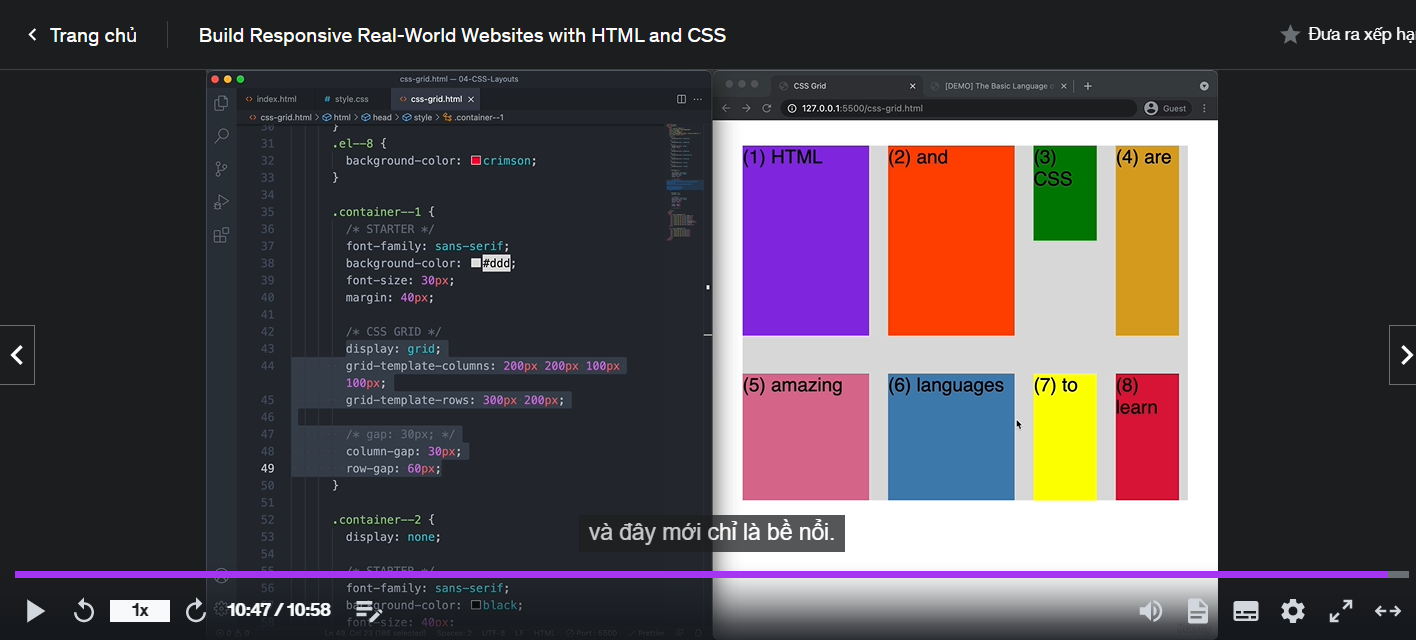 Trang chủ
Build Responsive Real-World Websites with HTML and CSS
Đưa ra xếp hạ
css-grid.html — 04-CSS-Layouts
index.html
style.css
css-grid.html
css-grid.html > html > head > style > .container--1
30 }
31 .el--8 {
32 background-color: crimson;
33 }
34
35 .container--1 {
36 /* STARTER */
37 font-family: sans-serif;
38 background-color: #ddd;
39 font-size: 30px;
40 margin: 40px;
41
42 /* CSS GRID */
43 display: grid;
44 grid-template-columns: 200px 200px 100px
100px;
45 grid-template-rows: 300px 200px;
46
47 /* gap: 30px; */
48 column-gap: 30px;
49 row-gap: 60px;
50 }
51
52 .container--2 {
53 display: none;
54
55 /* STARTER */
56 font-family: sans-serif;
57 background-color: black;
58 font-size: 40px;
CSS Grid
[DEMO] The Basic Language o
127.0.0.1:5500/css-grid.html
Guest
(1) HTML
(2) and
(3)
CSS
(4) are
(5) amazing
(6) languages
(7) to
(8)
learn
và đây mới chỉ là bề nổi.
1x
10:47 / 10:58